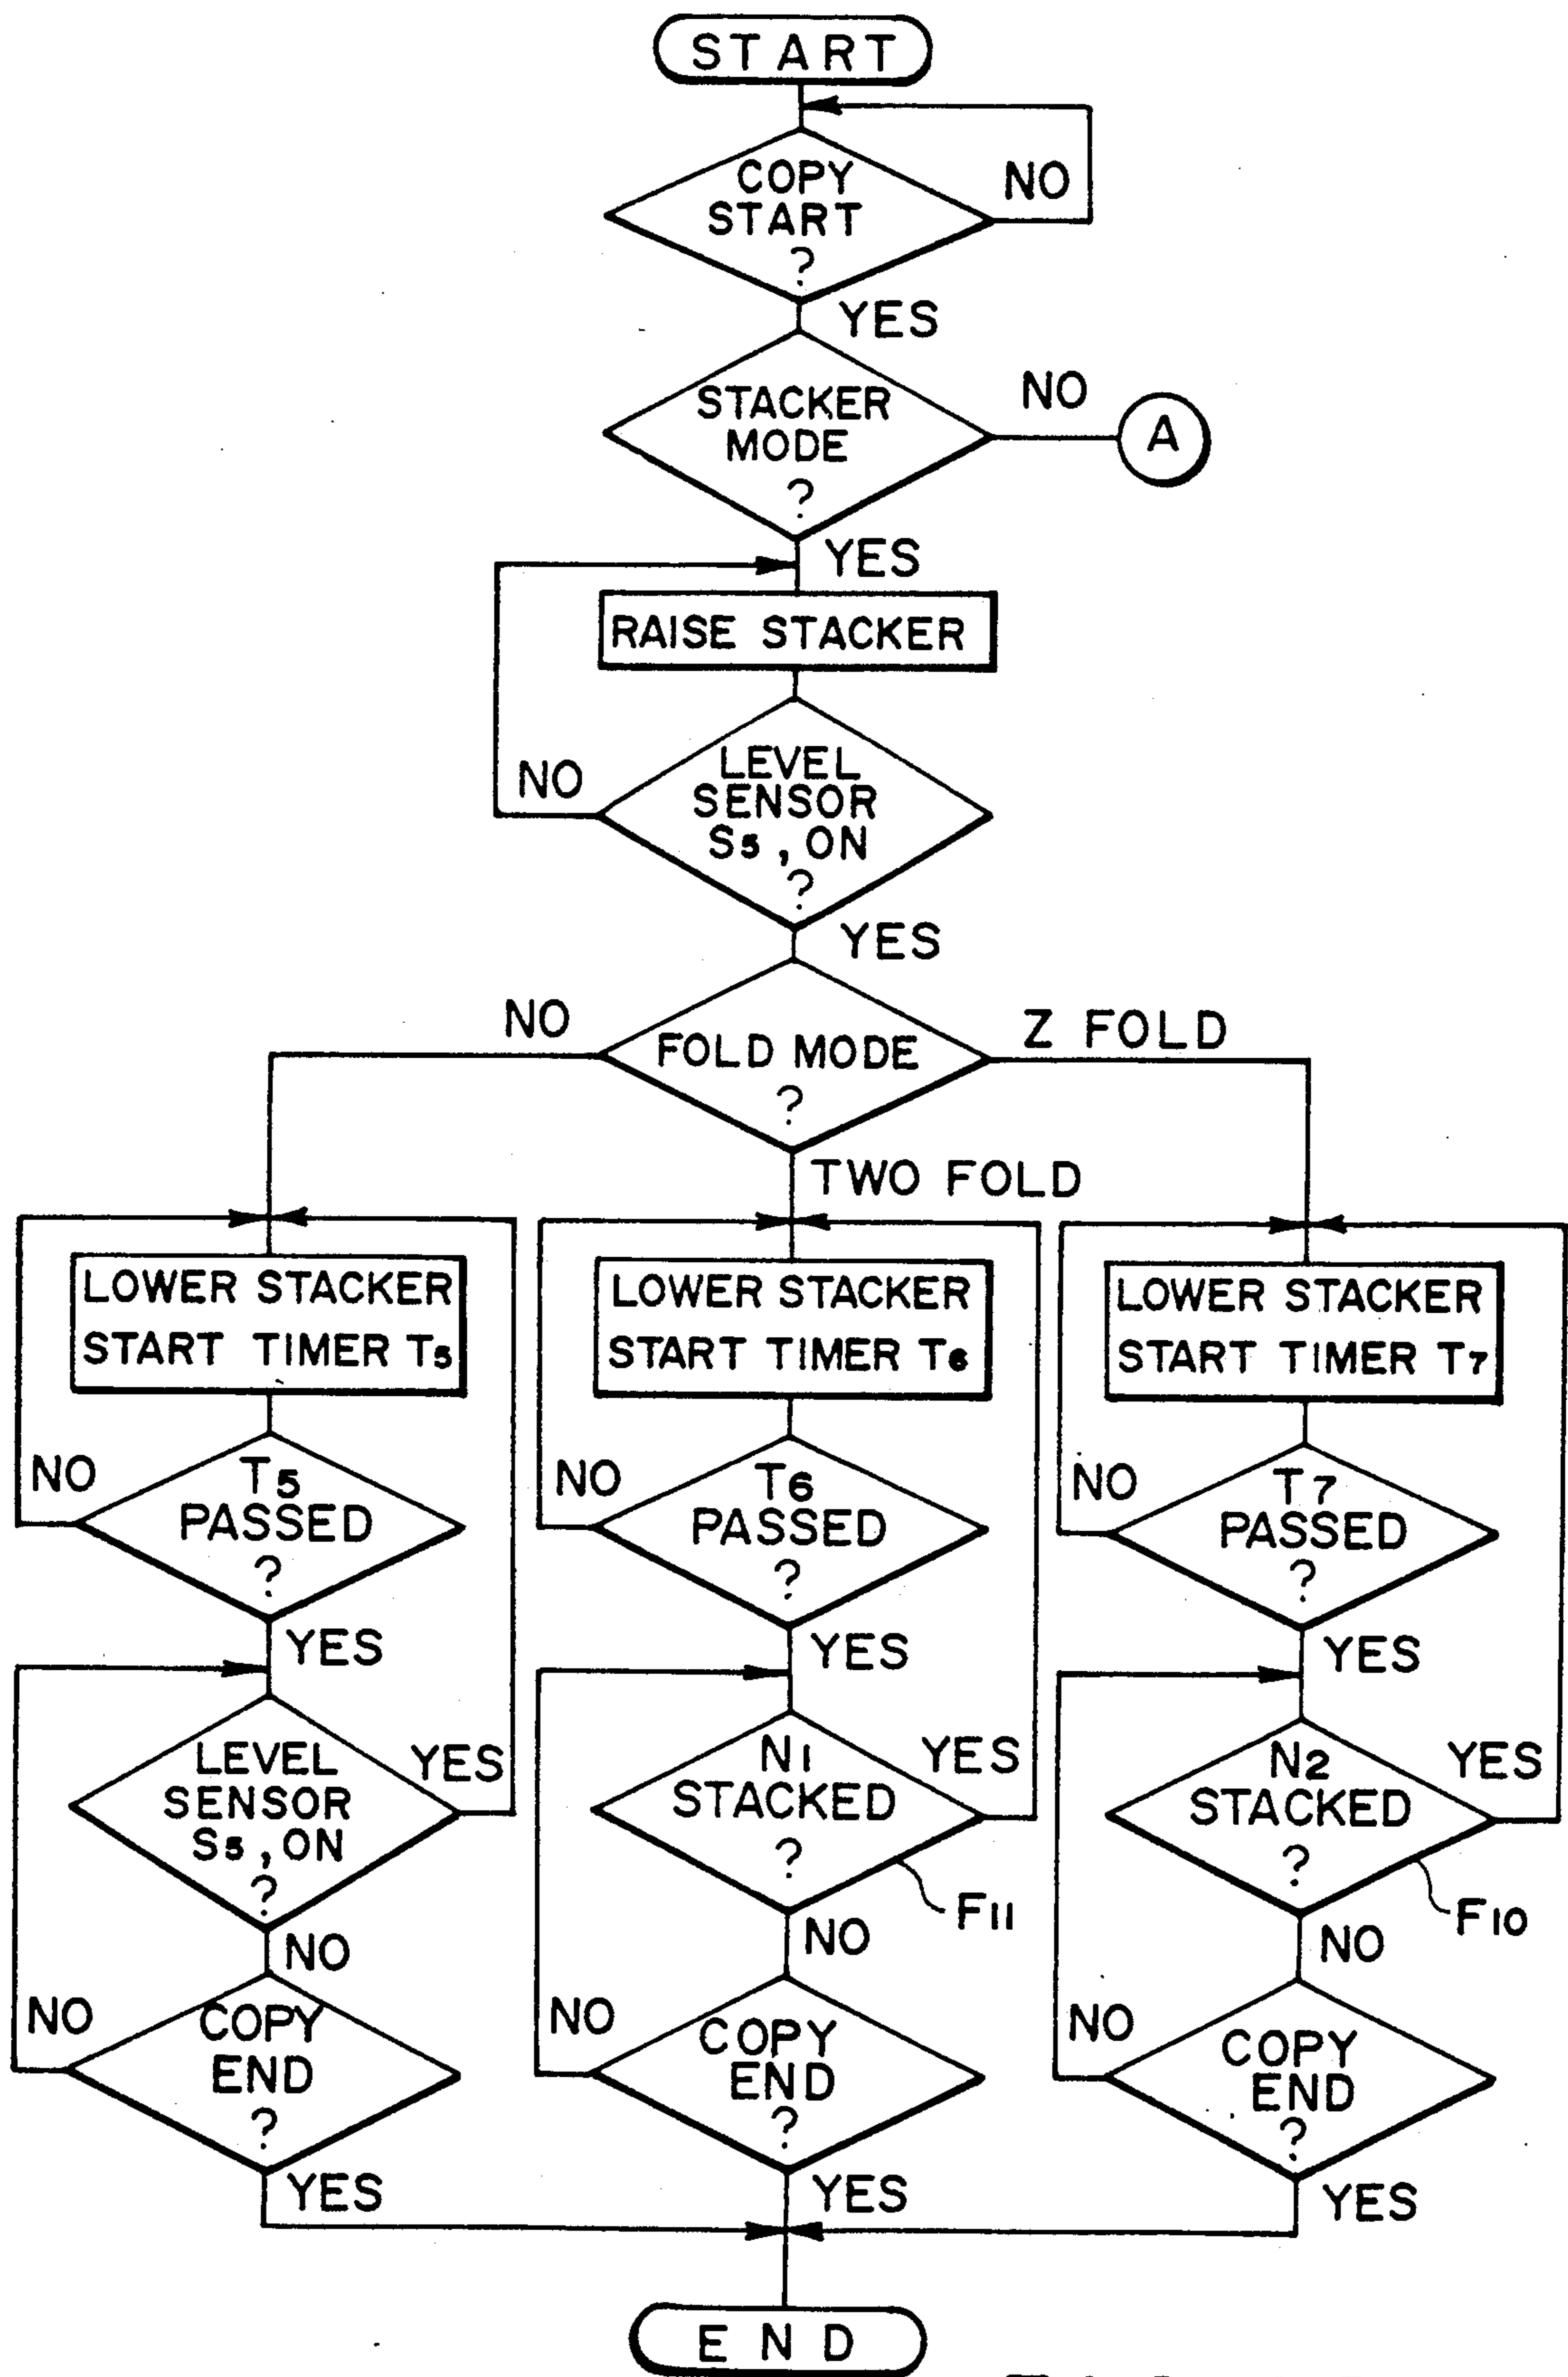 START
COPY
START
?
NO
YES
STACKER
MODE
?
NO
A
YES
RAISE STACKER
LEVEL
SENSOR
S5, ON
?
NO
YES
FOLD MODE
?
NO
Z FOLD
TWO FOLD
LOWER STACKER
START TIMER T5
T5
PASSED
?
NO
YES
LEVEL
SENSOR
S5, ON
?
YES
NO
COPY
END
?
NO
YES
LOWER STACKER
START TIMER T6
T6
PASSED
?
NO
YES
N1
STACKED
?
YES
F11
NO
COPY
END
?
NO
YES
LOWER STACKER
START TIMER T7
T7
PASSED
?
NO
YES
N2
STACKED
?
YES
F10
NO
COPY
END
?
NO
YES
END